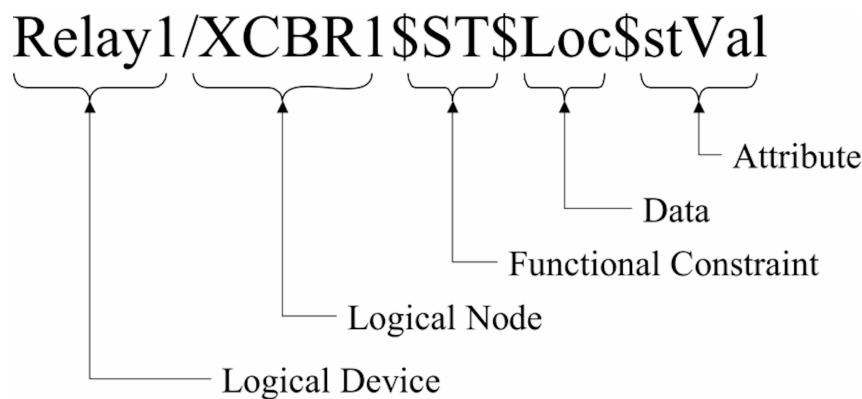 Relay1/XCBR1$ST$Loc$stVal
Attribute
Data
Functional Constraint
Logical Node
Logical Device